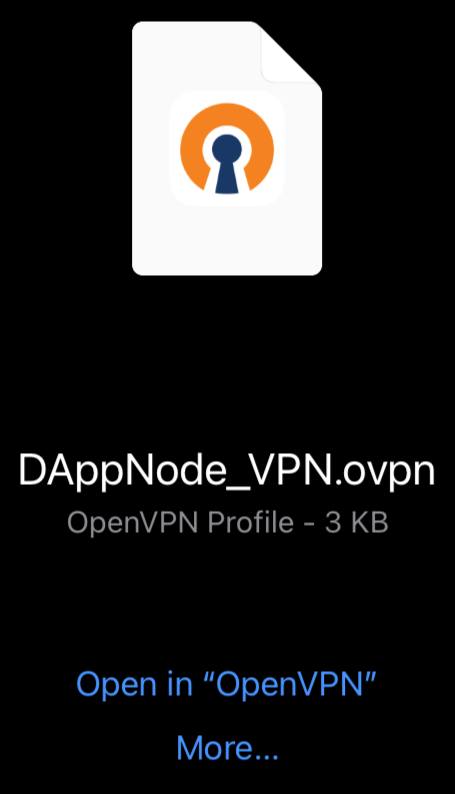 DAppNode_VPN.ovpn
OpenVPN Profile - 3 KB
Open in “OpenVPN”
More...